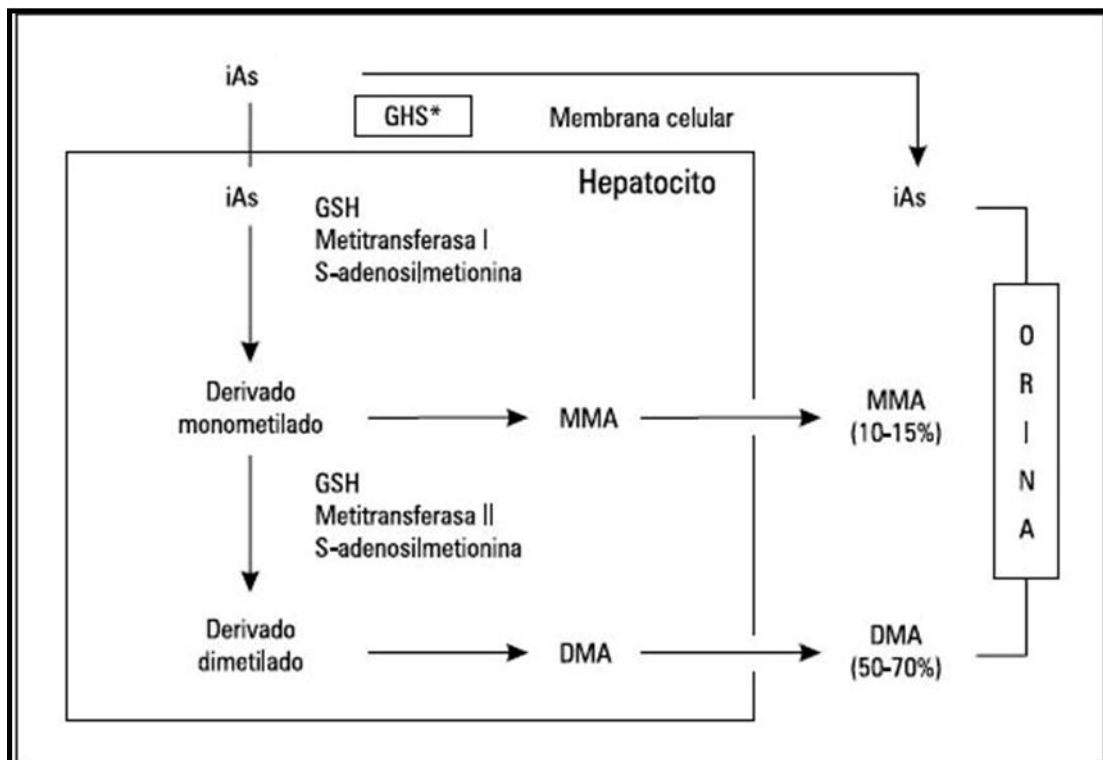 iAs
GHS*
Membrana celular
Hepatocito
iAs
iAs
GSH
Metitransferasa I
S-adenosilmetionina
Derivado
monometilado
MMA
MMA
(10-15%)
GSH
Metitransferasa II
S-adenosilmetionina
Derivado
dimetilado
DMA
DMA
(50-70%)
O
R
I
N
A